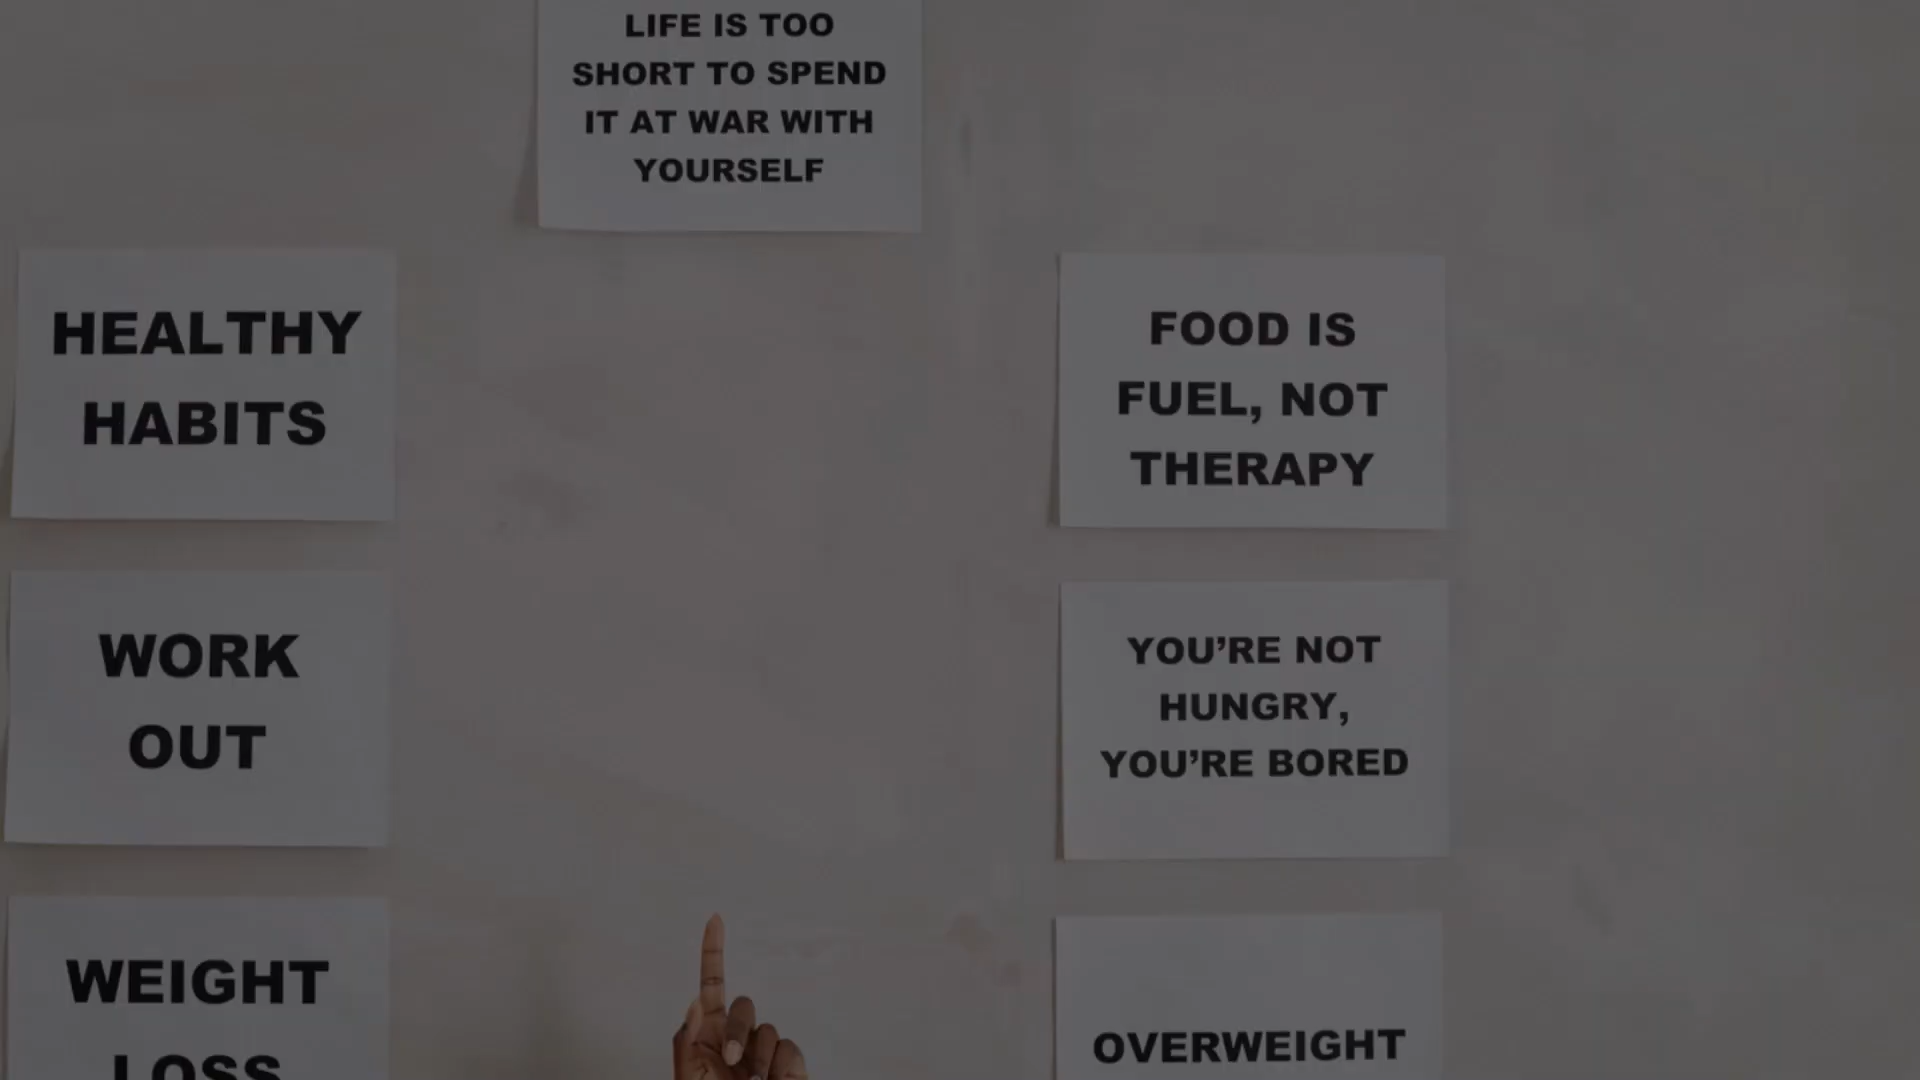 LIFE IS TOO
SHORT TO SPEND
IT AT WAR WITH
YOURSELF
HEALTHY
HABITS
WORK
OUT
WEIGHT
LOSS
FOOD IS
FUEL, NOT
THERAPY
YOU’RE NOT
HUNGRY,
YOU’RE BORED
OVERWEIGHT